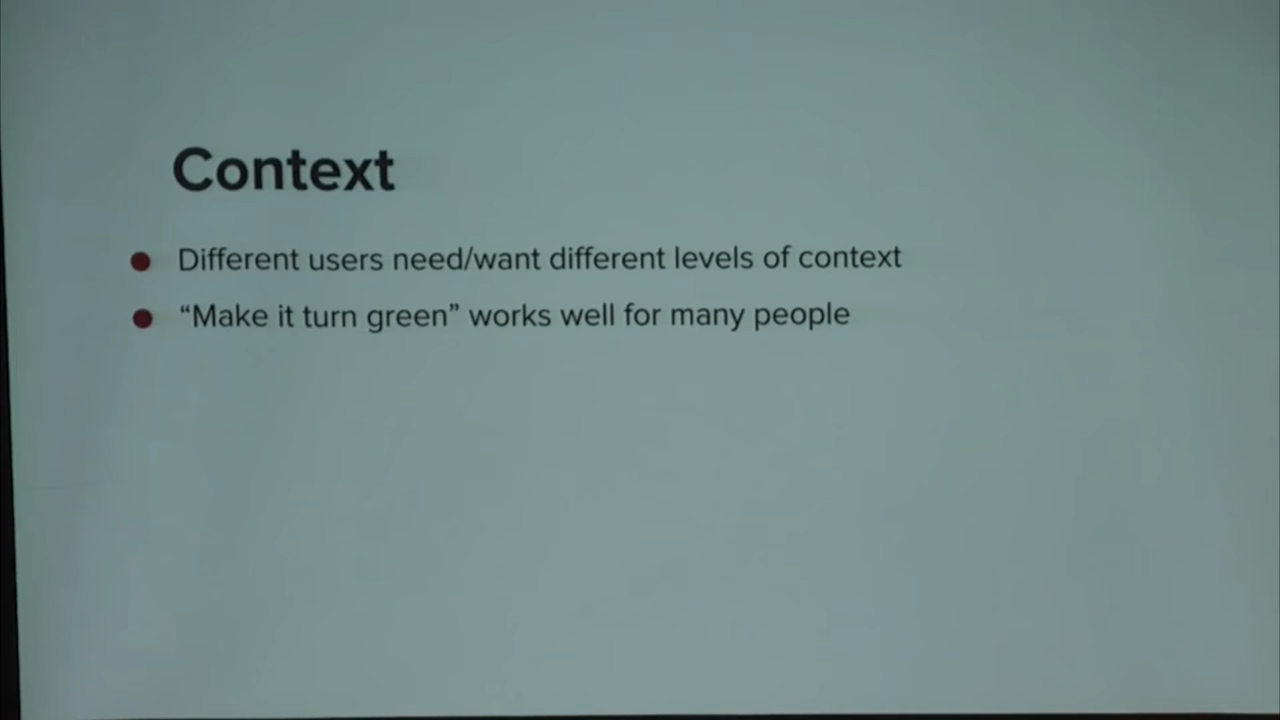 Context
Different users need/want different levels of context
“Make it turn green” works well for many people